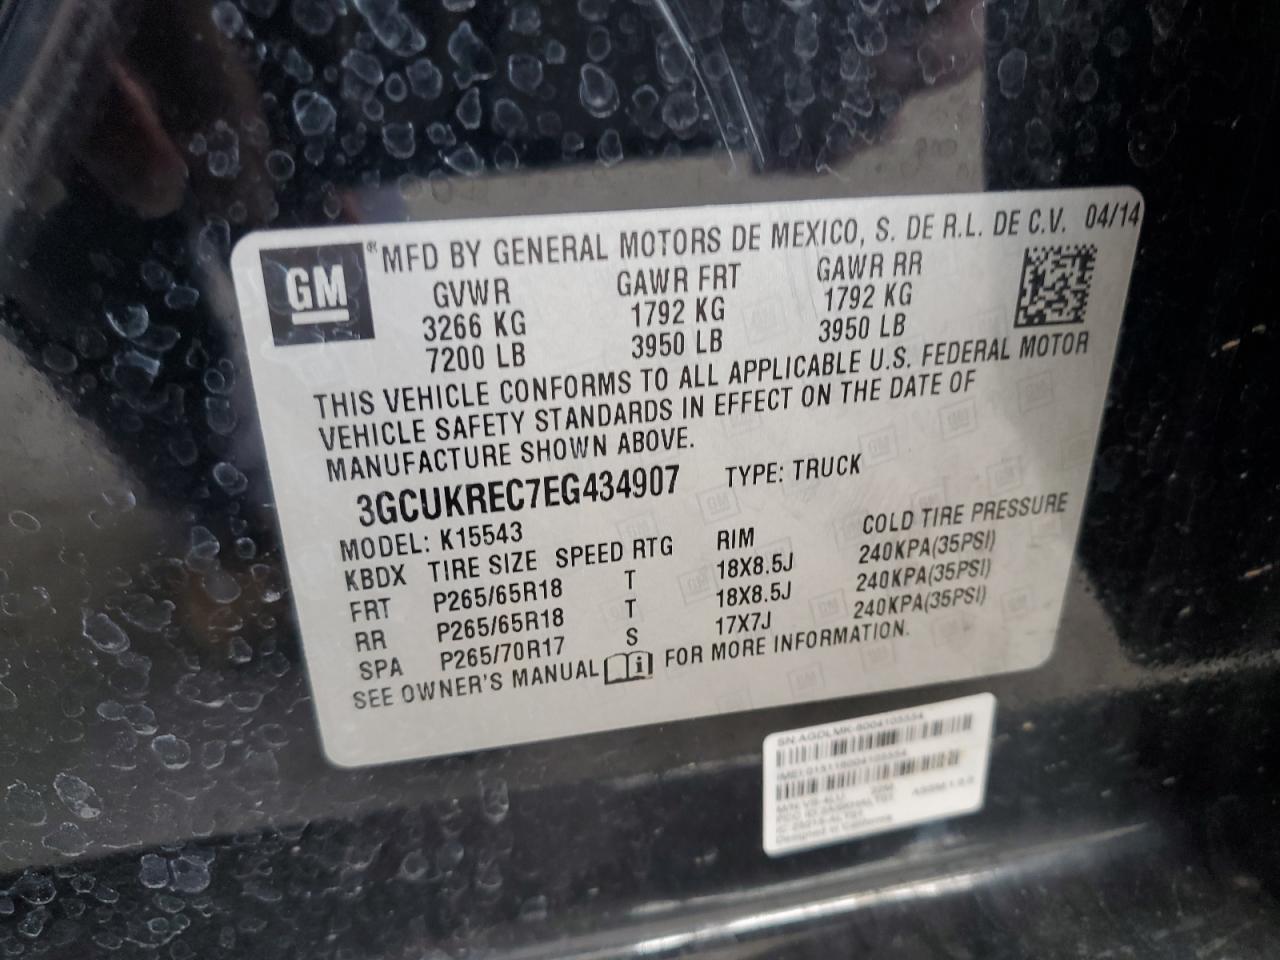 GM
® MFD BY GENERAL MOTORS DE MEXICO, S. DE R.L. DE C.V. 04/14
GVWR GAWR FRT GAWR RR
3266 KG 1792 KG 1792 KG
7200 LB 3950 LB 3950 LB
THIS VEHICLE CONFORMS TO ALL APPLICABLE U.S. FEDERAL MOTOR
VEHICLE SAFETY STANDARDS IN EFFECT ON THE DATE OF
MANUFACTURE SHOWN ABOVE.
3GCUKREC7EG434907 TYPE: TRUCK
MODEL: K15543
KBDX TIRE SIZE SPEED RTG RIM COLD TIRE PRESSURE
FRT P265/65R18 T 18X8.5J 240KPA(35PSI)
RR P265/65R18 T 18X8.5J 240KPA(35PSI)
SPA P265/70R17 S 17X7J 240KPA(35PSI)
SEE OWNER'S MANUAL i FOR MORE INFORMATION.
Designed in California